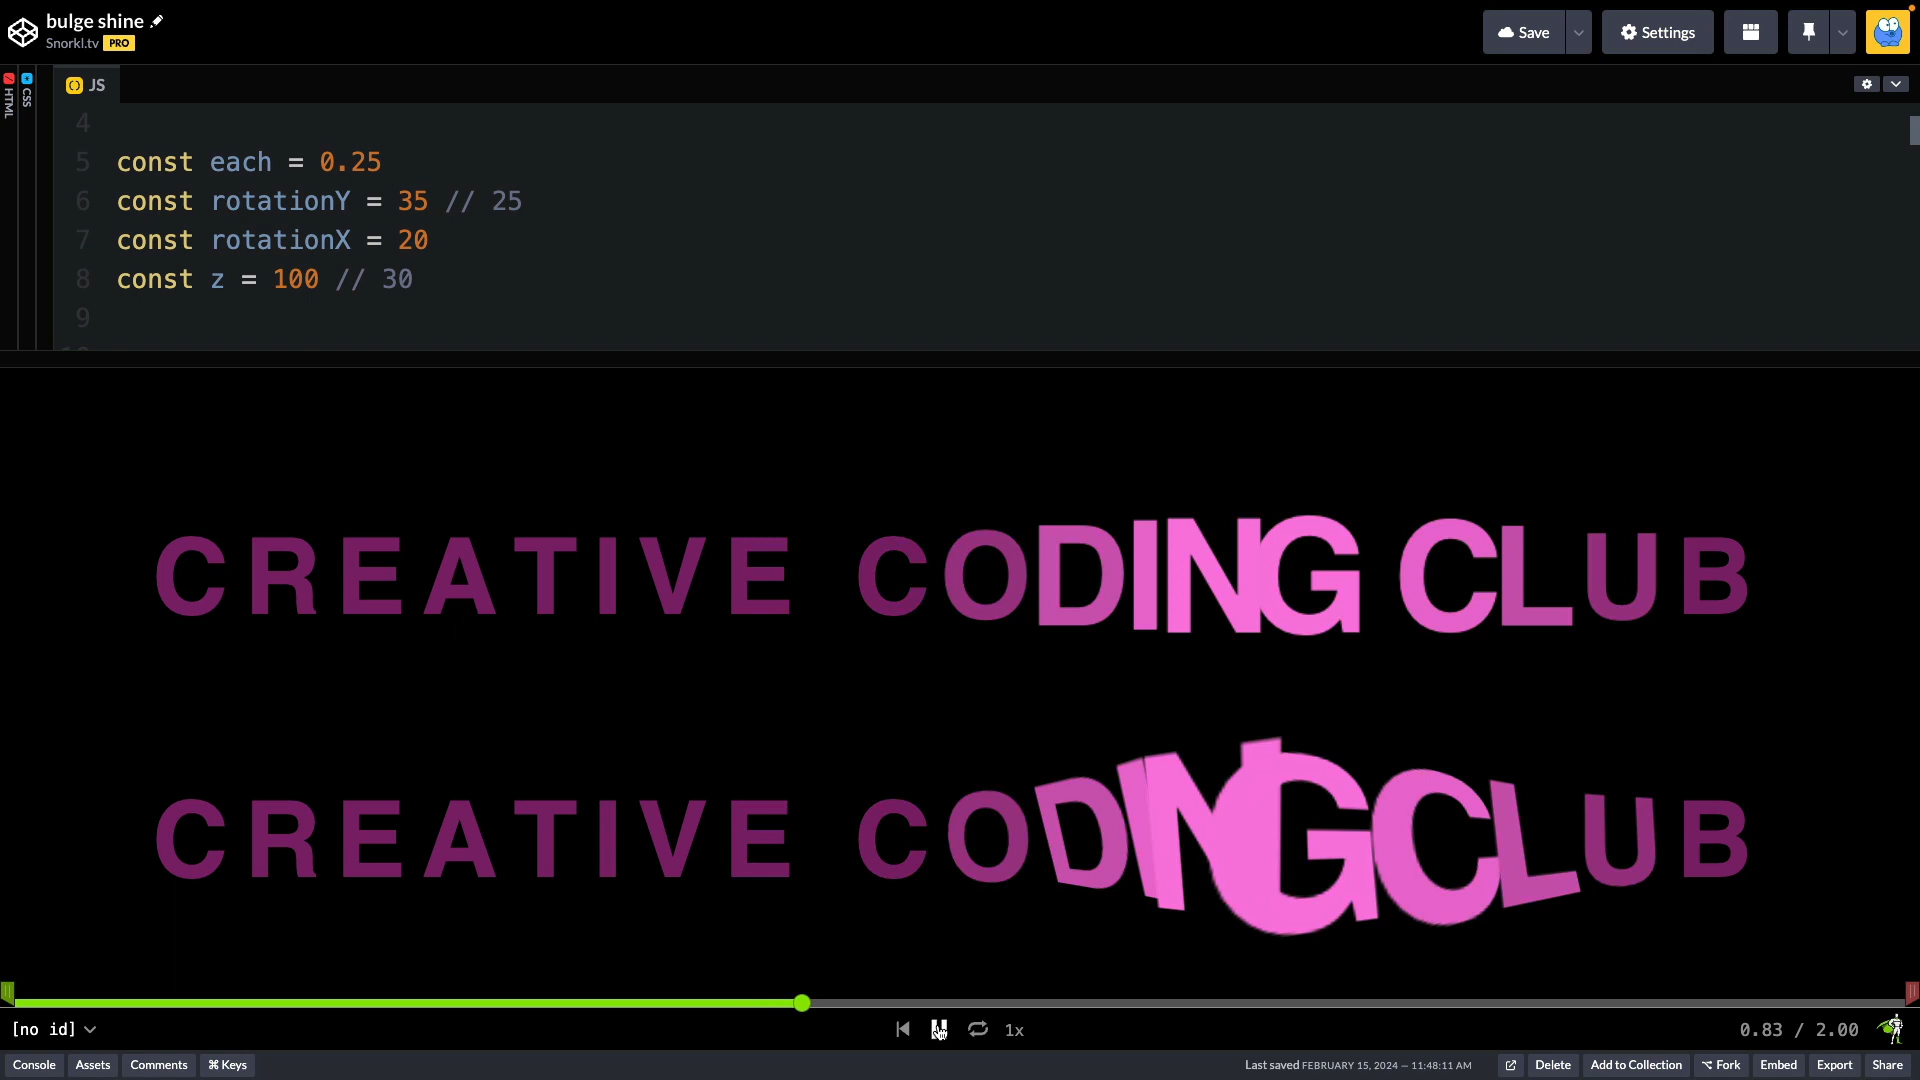 bulge shine
Snorkl.tv PRO
Save
Settings
HTML
CSS
JS
4
5 const each = 0.25
6 const rotationY = 35 // 25
7 const rotationX = 20
8 const z = 100 // 30
9
CREATIVE CODING CLUB
CREATIVE CODING CLUB
[no id]
1x
0.83 / 2.00
Console
Assets
Comments
⌘ Keys
Last saved FEBRUARY 15, 2024 — 11:48:11 AM
Delete
Add to Collection
⌥ Fork
Embed
Export
Share